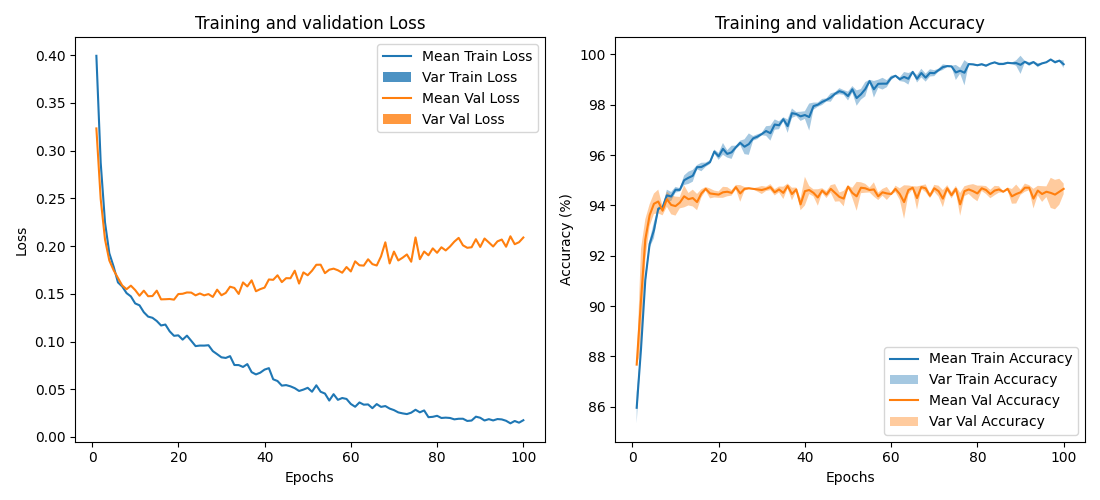 Training and validation Loss
0.40
0.35
0.30
0.25
0.20
0.15
0.10
0.05
0.00
Loss
0 20 40 60 80 100
Epochs
Mean Train Loss
Var Train Loss
Mean Val Loss
Var Val Loss
Training and validation Accuracy
100
98
96
94
92
90
88
86
Accuracy (%)
0 20 40 60 80 100
Epochs
Mean Train Accuracy
Var Train Accuracy
Mean Val Accuracy
Var Val Accuracy